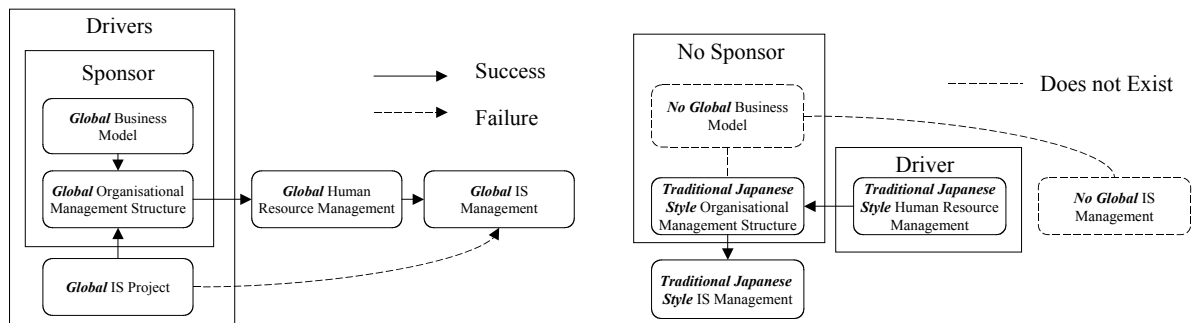 Drivers
Sponsor
Global Business
Model
Global Organisational
Management Structure
Global IS Project
Global Human
Resource Management
Global IS
Management
Success
Failure
No Sponsor
No Global Business
Model
Traditional Japanese
Style Organisational
Management Structure
Traditional Japanese
Style IS Management
Driver
Traditional Japanese
Style Human Resource
Management
Does not Exist
No Global IS
Management